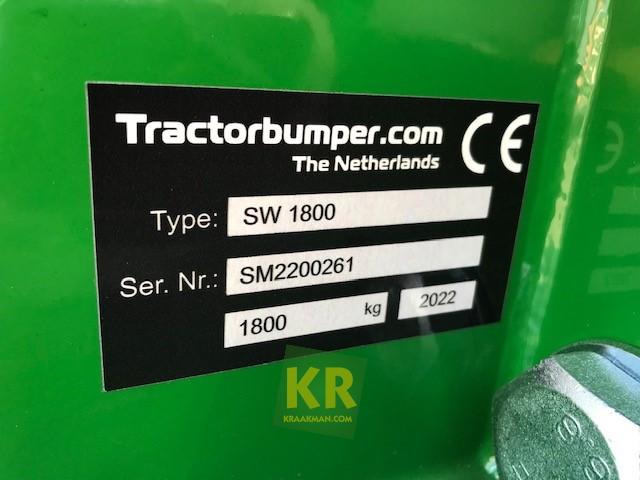 Tractorbumper.com CE
The Netherlands
Type: SW 1800
Ser. Nr.: SM2200261
1800 kg 2022
KR
KRAAKMAN.COM